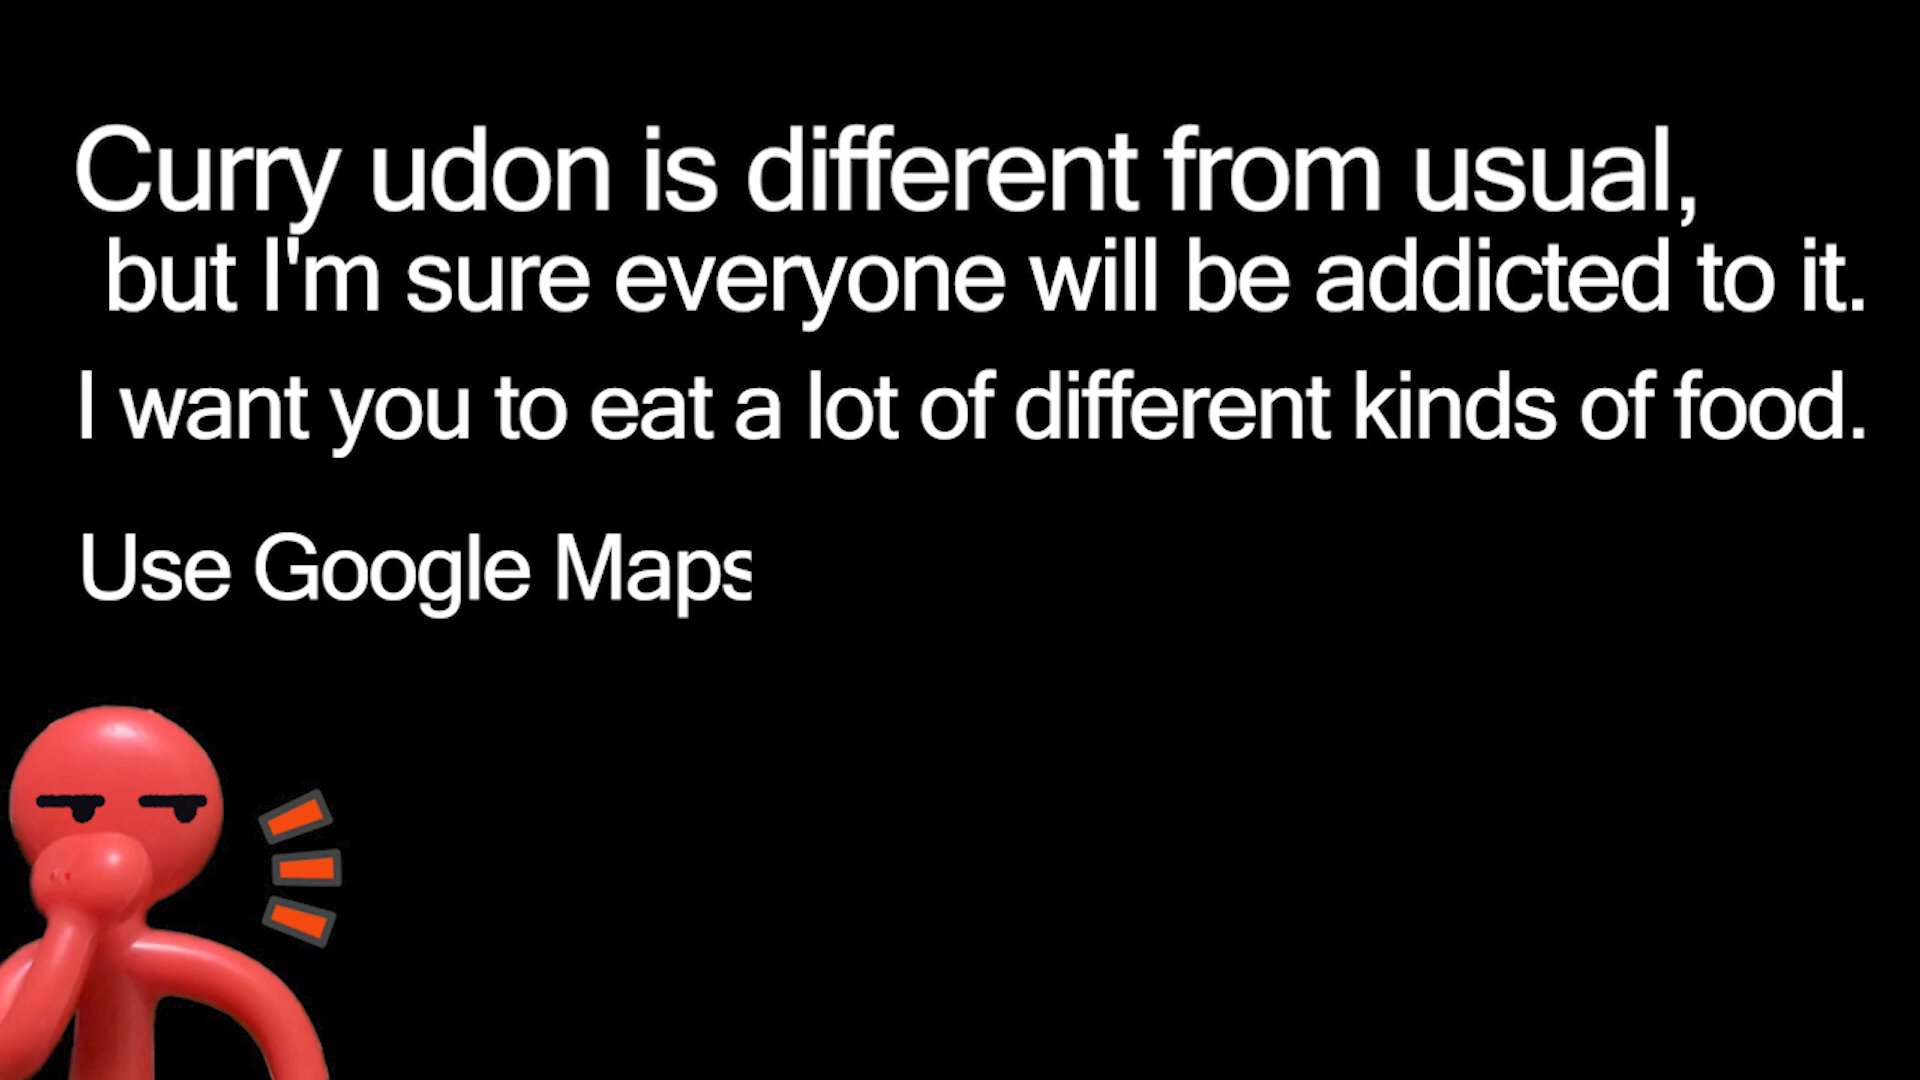 Curry udon is different from usual,
but I'm sure everyone will be addicted to it.
I want you to eat a lot of different kinds of food.
Use Google Maps